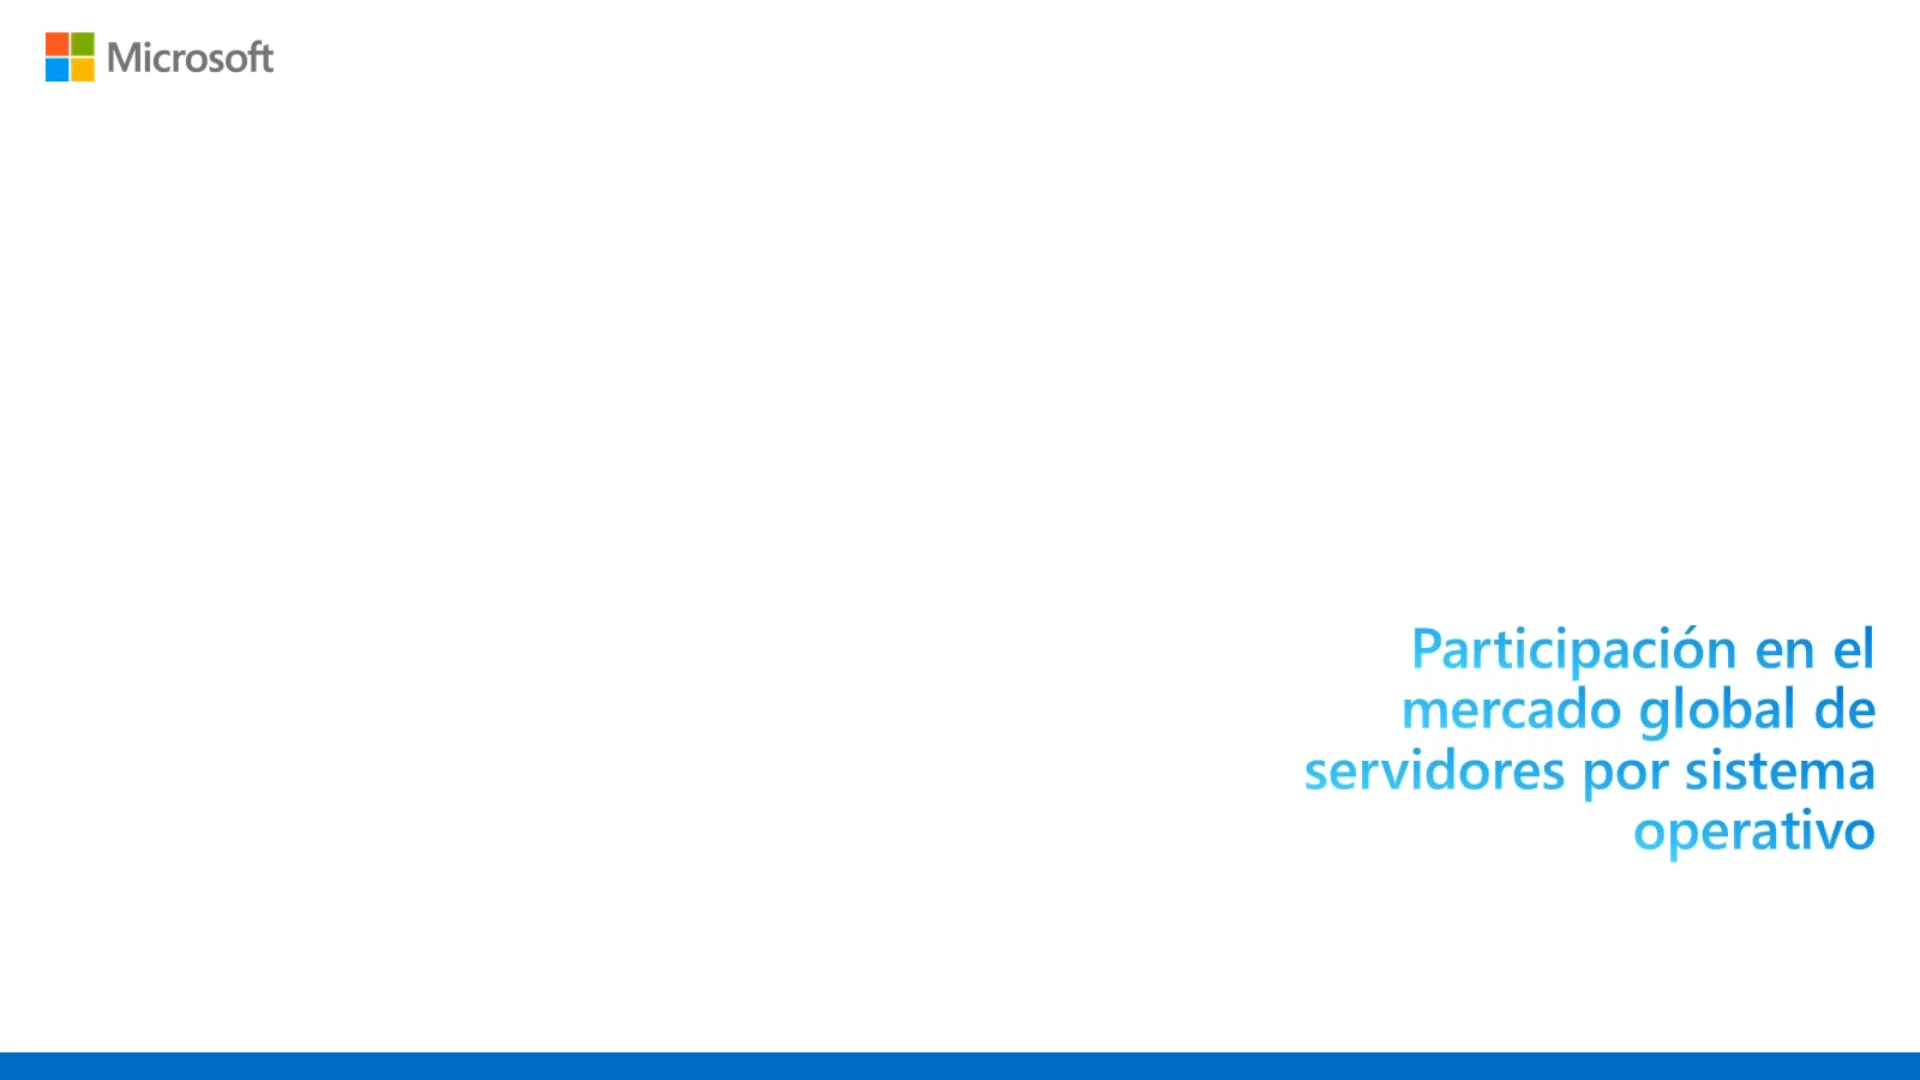 Microsoft
Participación en el
mercado global de
servidores por sistema
operativo